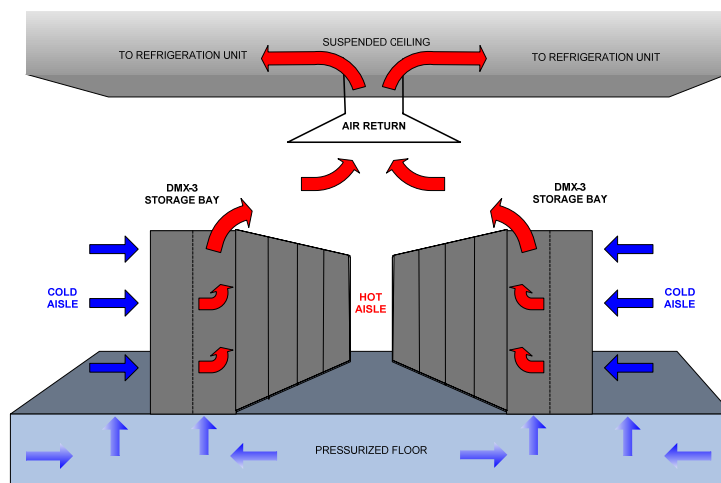 SUSPENDED CEILING
TO REFRIGERATION UNIT
TO REFRIGERATION UNIT
AIR RETURN
DMX-3
STORAGE BAY
DMX-3
STORAGE BAY
COLD
AISLE
HOT
AISLE
COLD
AISLE
PRESSURIZED FLOOR